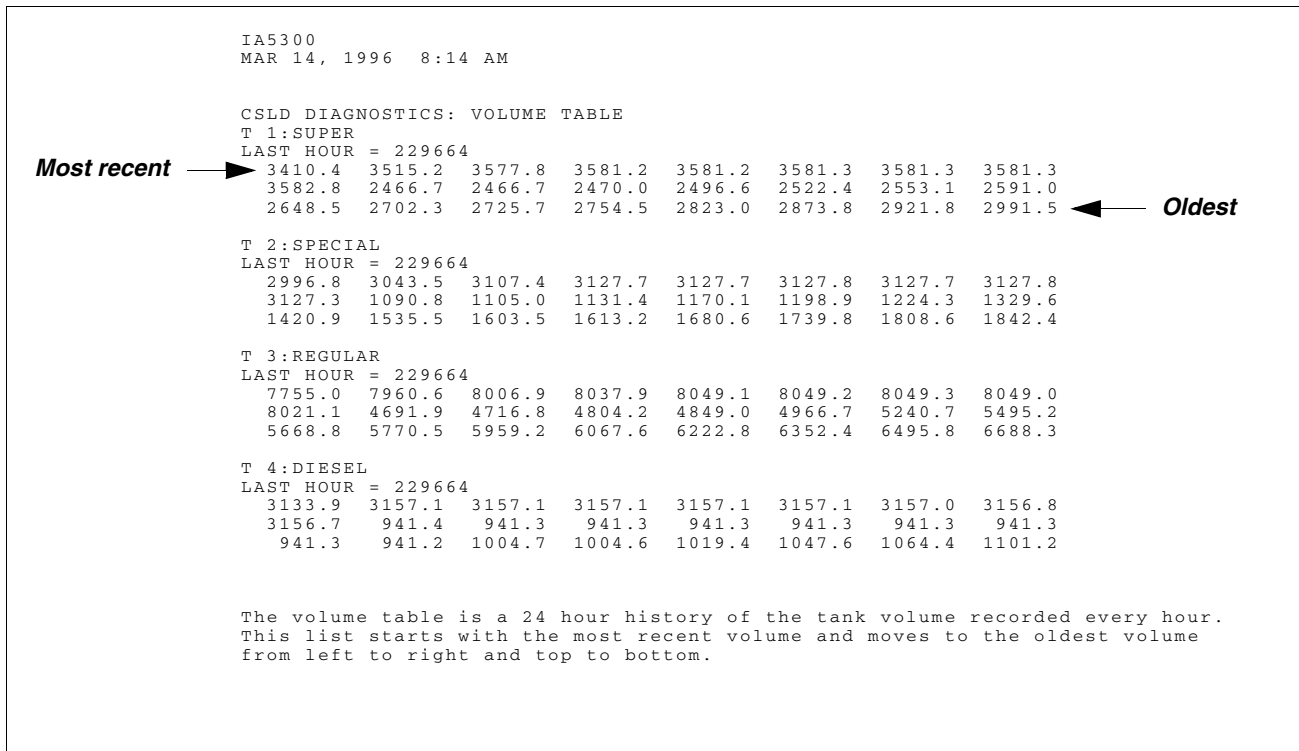 IA5300
MAR 14, 1996 8:14 AM
CSLD DIAGNOSTICS: VOLUME TABLE
T 1:SUPER
LAST HOUR = 229664
Most recent 3410.4 3515.2 3577.8 3581.2 3581.2 3581.3 3581.3 3581.3
3582.8 2466.7 2466.7 2470.0 2496.6 2522.4 2553.1 2591.0
2648.5 2702.3 2725.7 2754.5 2823.0 2873.8 2921.8 2991.5 Oldest
T 2:SPECIAL
LAST HOUR = 229664
2996.8 3043.5 3107.4 3127.7 3127.7 3127.8 3127.7 3127.8
3127.3 1090.8 1105.0 1131.4 1170.1 1198.9 1224.3 1329.6
1420.9 1535.5 1603.5 1613.2 1680.6 1739.8 1808.6 1842.4
T 3:REGULAR
LAST HOUR = 229664
7755.0 7960.6 8006.9 8037.9 8049.1 8049.2 8049.3 8049.0
8021.1 4691.9 4716.8 4804.2 4849.0 4966.7 5240.7 5495.2
5668.8 5770.5 5959.2 6067.6 6222.8 6352.4 6495.8 6688.3
T 4:DIESEL
LAST HOUR = 229664
3133.9 3157.1 3157.1 3157.1 3157.1 3157.1 3157.0 3156.8
3156.7 941.4 941.3 941.3 941.3 941.3 941.3 941.3
941.3 941.2 1004.7 1004.6 1019.4 1047.6 1064.4 1101.2
The volume table is a 24 hour history of the tank volume recorded every hour.
This list starts with the most recent volume and moves to the oldest volume
from left to right and top to bottom.